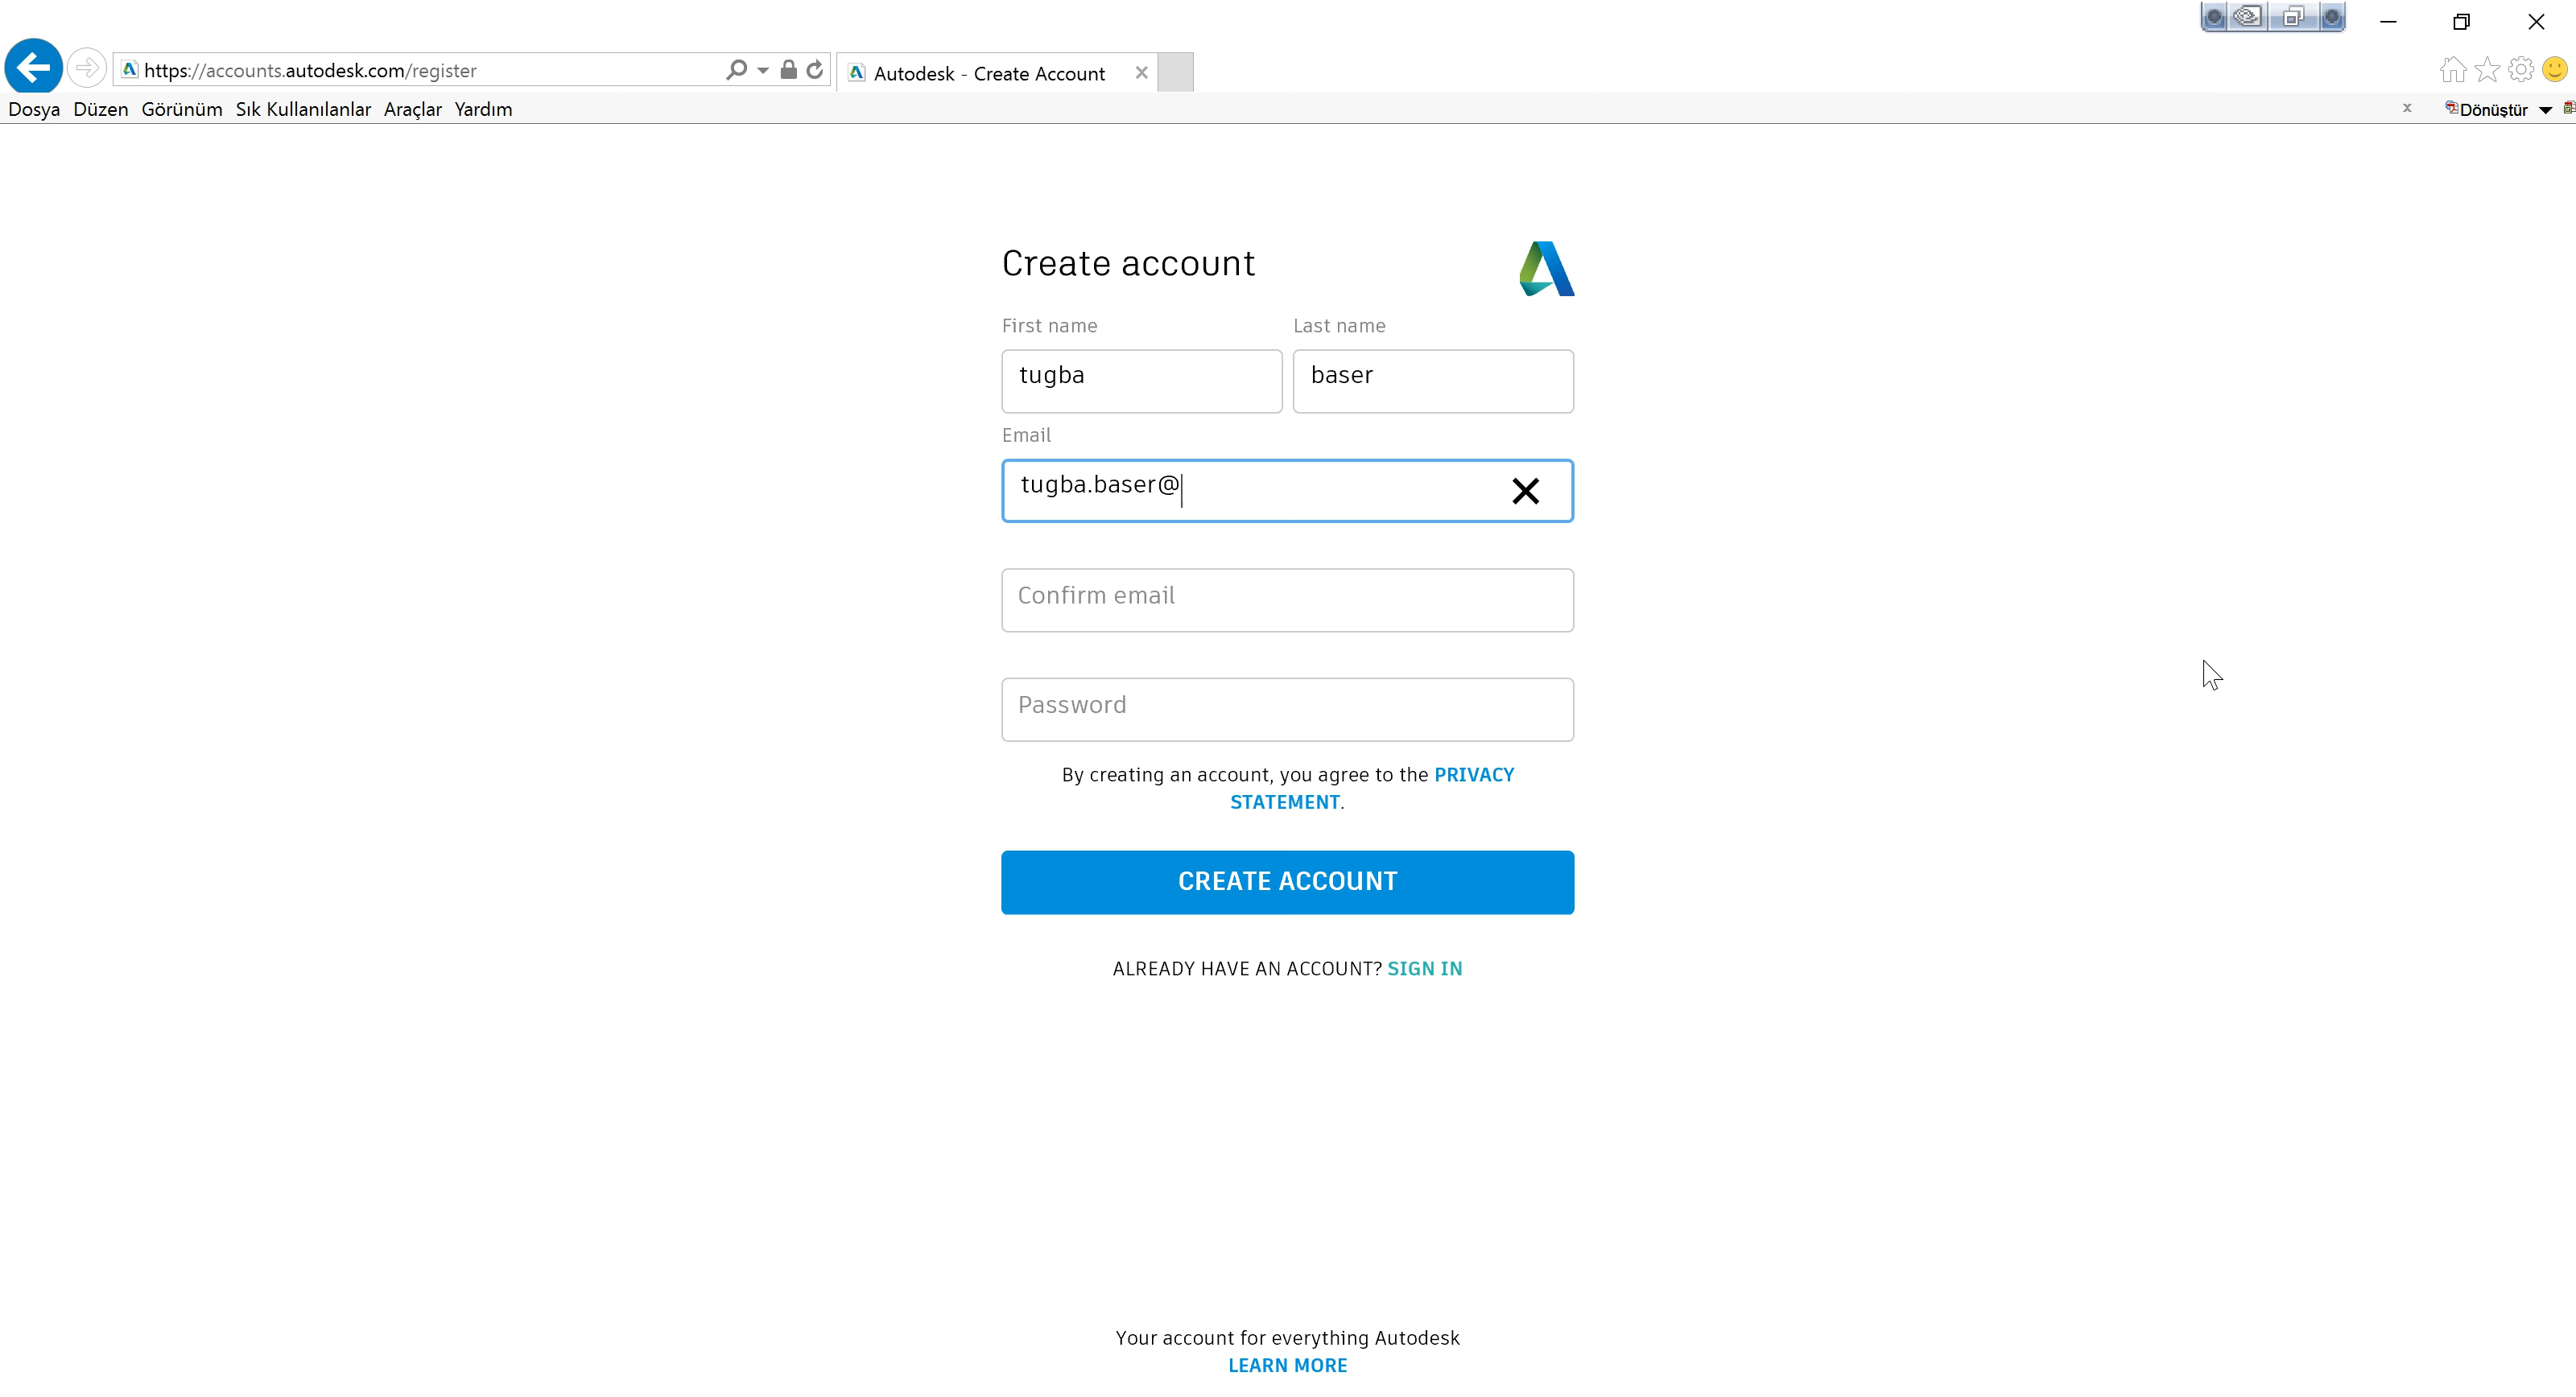 https://accounts.autodesk.com/register
Autodesk - Create Account
Dosya Düzen Görünüm Sık Kullanılanlar Araçlar Yardım
x Dönüştür
Create account
First name Last name
tugba baser
Email
tugba.baser@
Confirm email
Password
By creating an account, you agree to the PRIVACY
STATEMENT.
CREATE ACCOUNT
ALREADY HAVE AN ACCOUNT? SIGN IN
Your account for everything Autodesk
LEARN MORE